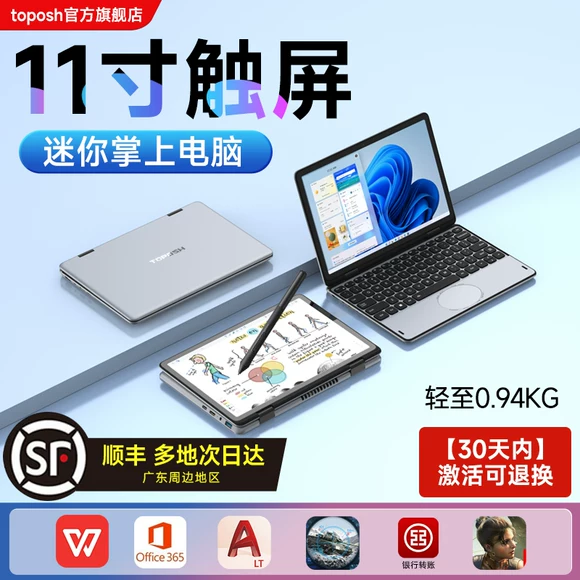 toposh官方旗舰店
11寸触屏
迷你掌上电脑
TOPOSH
轻至0.94KG
SF
顺丰 多地次日达
广东周边地区
【30天内】
激活可退换
Office 365
A
LT
银行转账